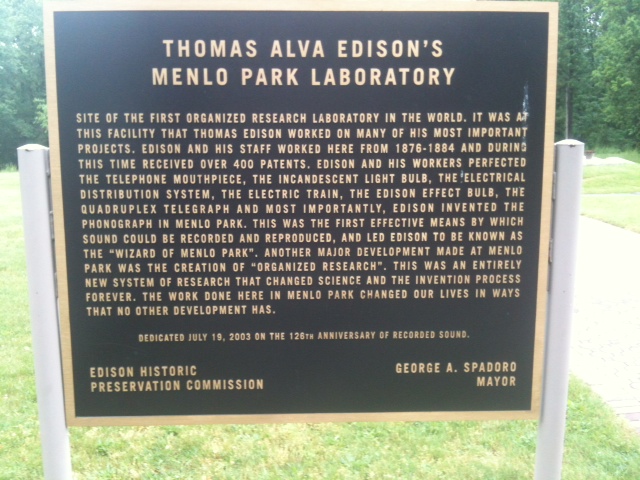 THOMAS ALVA EDISON'S
MENLO PARK LABORATORY
SITE OF THE FIRST ORGANIZED RESEARCH LABORATORY IN THE WORLD. IT WAS AT
THIS FACILITY THAT THOMAS EDISON WORKED ON MANY OF HIS MOST IMPORTANT
PROJECTS. EDISON AND HIS STAFF WORKED HERE FROM 1876-1884 AND DURING
THIS TIME RECEIVED OVER 400 PATENTS. EDISON AND HIS WORKERS PERFECTED
THE TELEPHONE MOUTHPIECE, THE INCANDESCENT LIGHT BULB, THE ELECTRICAL
DISTRIBUTION SYSTEM, THE ELECTRIC TRAIN, THE EDISON EFFECT BULB, THE
QUADRUPLEX TELEGRAPH AND MOST IMPORTANTLY, EDISON INVENTED THE
PHONOGRAPH IN MENLO PARK. THIS WAS THE FIRST EFFECTIVE MEANS BY WHICH
SOUND COULD BE RECORDED AND REPRODUCED, AND LED EDISON TO BE KNOWN AS
THE "WIZARD OF MENLO PARK". ANOTHER MAJOR DEVELOPMENT MADE AT MENLO
PARK WAS THE CREATION OF "ORGANIZED RESEARCH". THIS WAS AN ENTIRELY
NEW SYSTEM OF RESEARCH THAT CHANGED SCIENCE AND THE INVENTION PROCESS
FOREVER. THE WORK DONE HERE IN MENLO PARK CHANGED OUR LIVES IN WAYS
THAT NO OTHER DEVELOPMENT HAS.
DEDICATED JULY 19, 2003 ON THE 126TH ANNIVERSARY OF RECORDED SOUND.
EDISON HISTORIC
PRESERVATION COMMISSION
GEORGE A. SPADORO
MAYOR